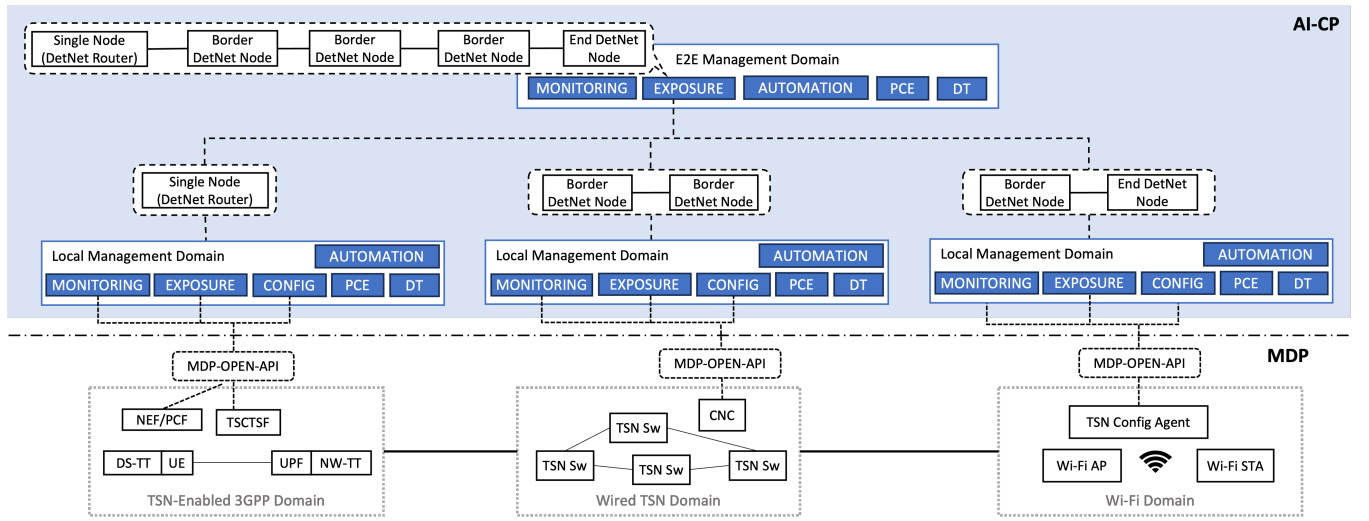 AI-CP
Single Node
(DetNet Router)
Border
DetNet Node
Border
DetNet Node
Border
DetNet Node
End DetNet
Node
E2E Management Domain
MONITORING
EXPOSURE
AUTOMATION
PCE
DT
Single Node
(DetNet Router)
Border
DetNet Node
Border
DetNet Node
Border
DetNet Node
End DetNet
Node
Local Management Domain
AUTOMATION
MONITORING
EXPOSURE
CONFIG
PCE
DT
Local Management Domain
AUTOMATION
MONITORING
EXPOSURE
CONFIG
PCE
DT
Local Management Domain
AUTOMATION
MONITORING
EXPOSURE
CONFIG
PCE
DT
MDP
MDP-OPEN-API
MDP-OPEN-API
MDP-OPEN-API
NEF/PCF
TSCTSF
DS-TT
UE
UPF
NW-TT
TSN-Enabled 3GPP Domain
CNC
TSN Sw
TSN Sw
TSN Sw
TSN Sw
Wired TSN Domain
TSN Config Agent
Wi-Fi AP
Wi-Fi STA
Wi-Fi Domain